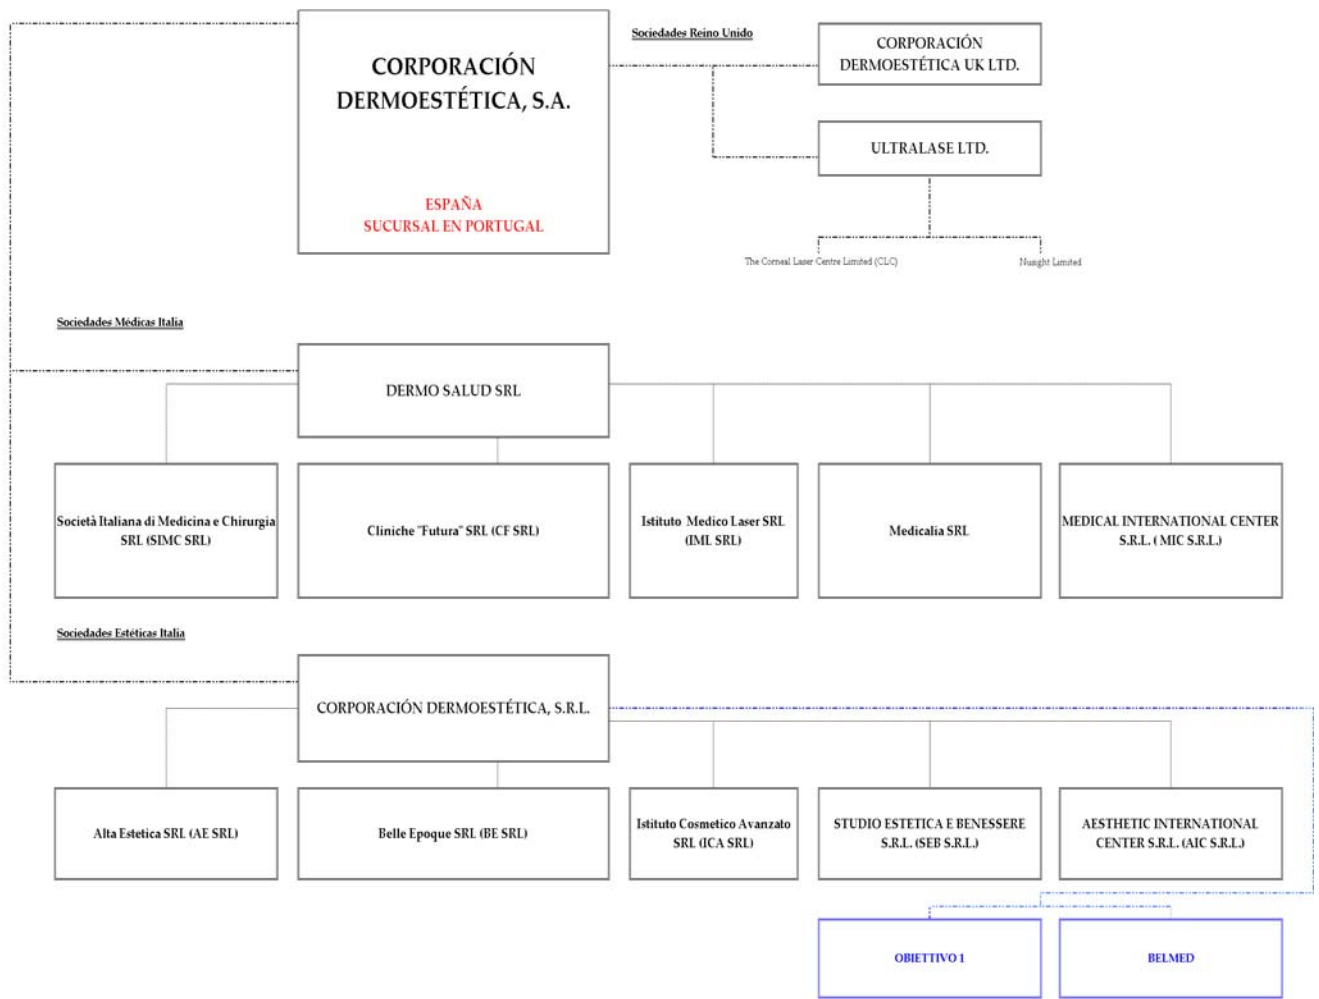 Sociedades Reino Unido
CORPORACIÓN
DERMOESTÉTICA, S.A.
ESPAÑA
SUCURSAL EN PORTUGAL
CORPORACIÓN
DERMOESTÉTICA UK LTD.
ULTRALASE LTD.
The Corneal Laser Centre Limited (CLC)
Nusight Limited
Sociedades Médicas Italia
DERMO SALUD SRL
Società Italiana di Medicina e Chirurgia
SRL (SIMC SRL)
Cliniche "Futura" SRL (CF SRL)
Istituto Medico Laser SRL
(IML SRL)
Medicalia SRL
MEDICAL INTERNATIONAL CENTER
S.R.L. ( MIC S.R.L.)
Sociedades Estéticas Italia
CORPORACIÓN DERMOESTÉTICA, S.R.L.
Alta Estetica SRL (AE SRL)
Belle Epoque SRL (BE SRL)
Istituto Cosmetico Avanzato
SRL (ICA SRL)
STUDIO ESTETICA E BENESSERE
S.R.L. (SEB S.R.L.)
AESTHETIC INTERNATIONAL
CENTER S.R.L. (AIC S.R.L.)
OBIETTIVO 1
BELMED